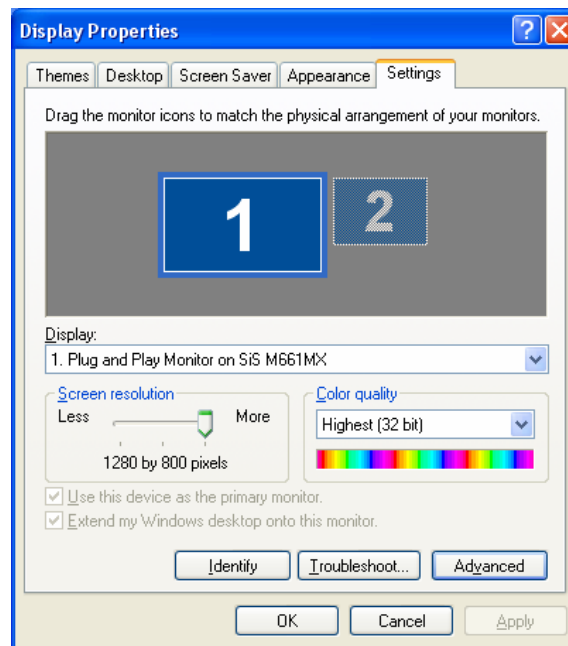 Display Properties
Themes Desktop Screen Saver Appearance Settings
Drag the monitor icons to match the physical arrangement of your monitors.
1 2
Display:
1. Plug and Play Monitor on SiS M661MX
Screen resolution Color quality
Less More Highest (32 bit)
1280 by 800 pixels
Use this device as the primary monitor.
Extend my Windows desktop onto this monitor.
Identify Troubleshoot... Advanced
OK Cancel Apply